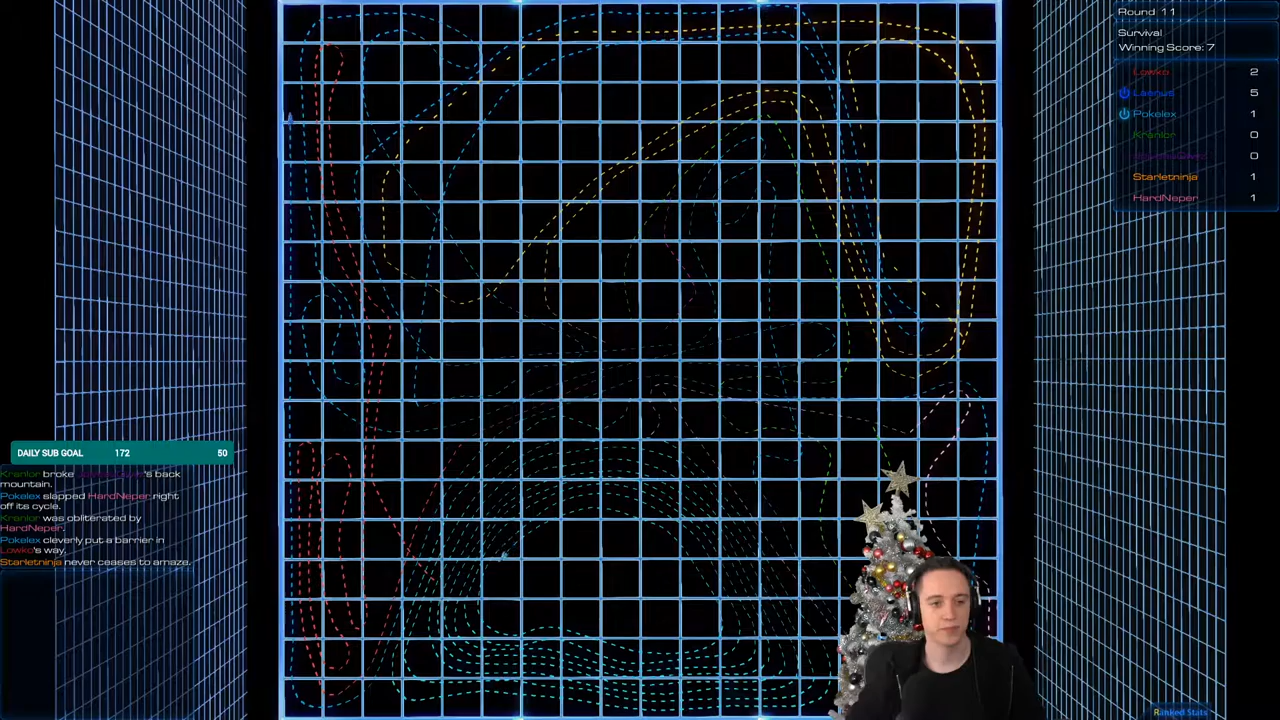 Round: 11
Survival
Winning Score: 7
Lowko 2
Lannus 5
Pokelex 1
Kranlor 0
0
Starletninja 1
HardNeper 1
DAILY SUB GOAL 172 50
Kranlor broke 's back
mountain.
Pokelex slapped HardNeper right
off its cycle.
Kranlor was obliterated by
HardNeper.
Pokelex cleverly put a barrier in
Lowko's way.
Starletninja never ceases to amaze.
Ranked Stats